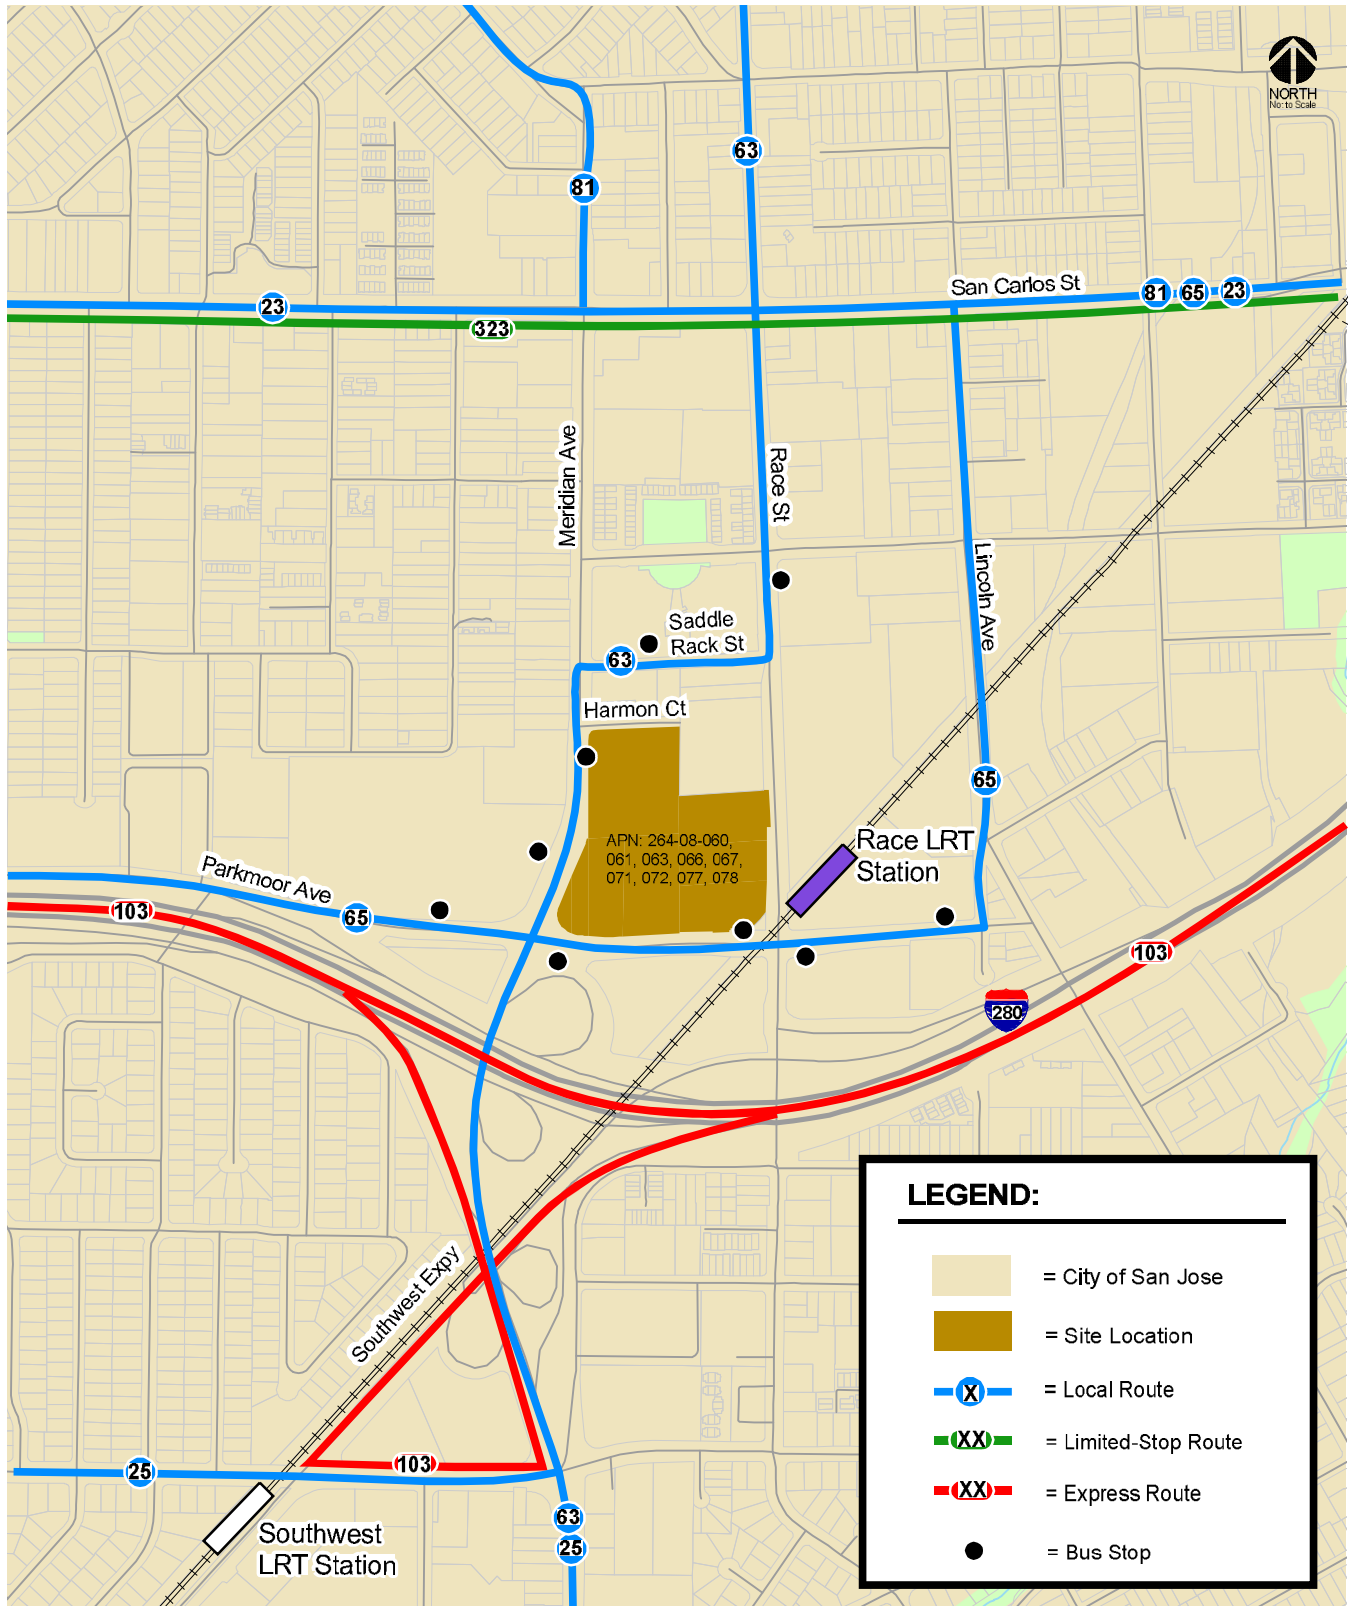 NORTH
Not to Scale
63
81
San Carlos St
23
81
65
23
323
Meridian Ave
Race St
Lincoln Ave
Saddle
Rack St
63
Harmon Ct
65
APN: 264-08-060,
061, 063, 066, 067,
071, 072, 077, 078
Race LRT
Station
Parkmoor Ave
103
65
103
280
Southwest Expy
103
25
63
25
Southwest
LRT Station
LEGEND:
= City of San Jose
= Site Location
X
= Local Route
XX
= Limited-Stop Route
XX
= Express Route
= Bus Stop